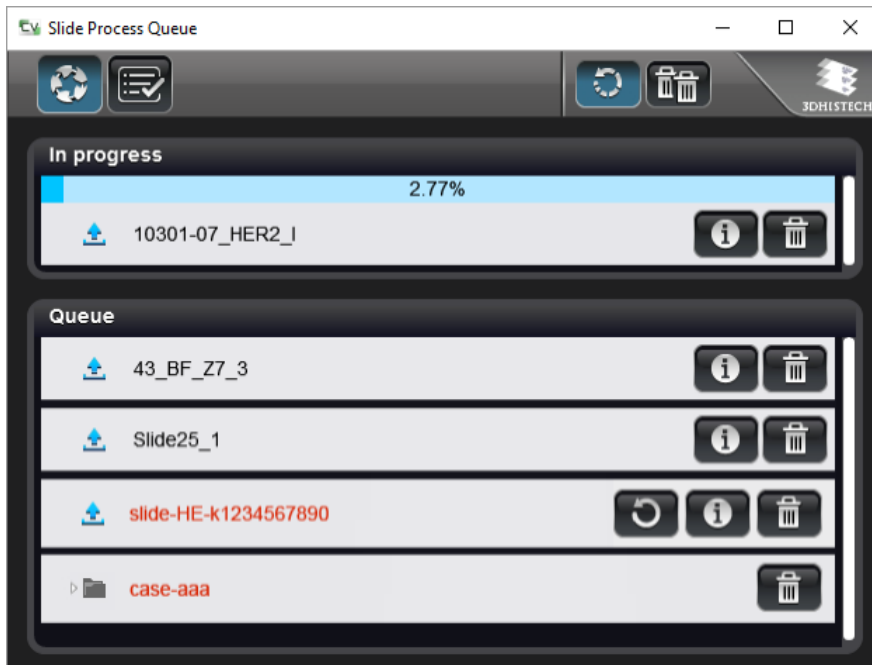 Slide Process Queue
3DHISTECH
In progress
2.77%
10301-07_HER2_I
Queue
43_BF_Z7_3
Slide25_1
slide-HE-k1234567890
case-aaa